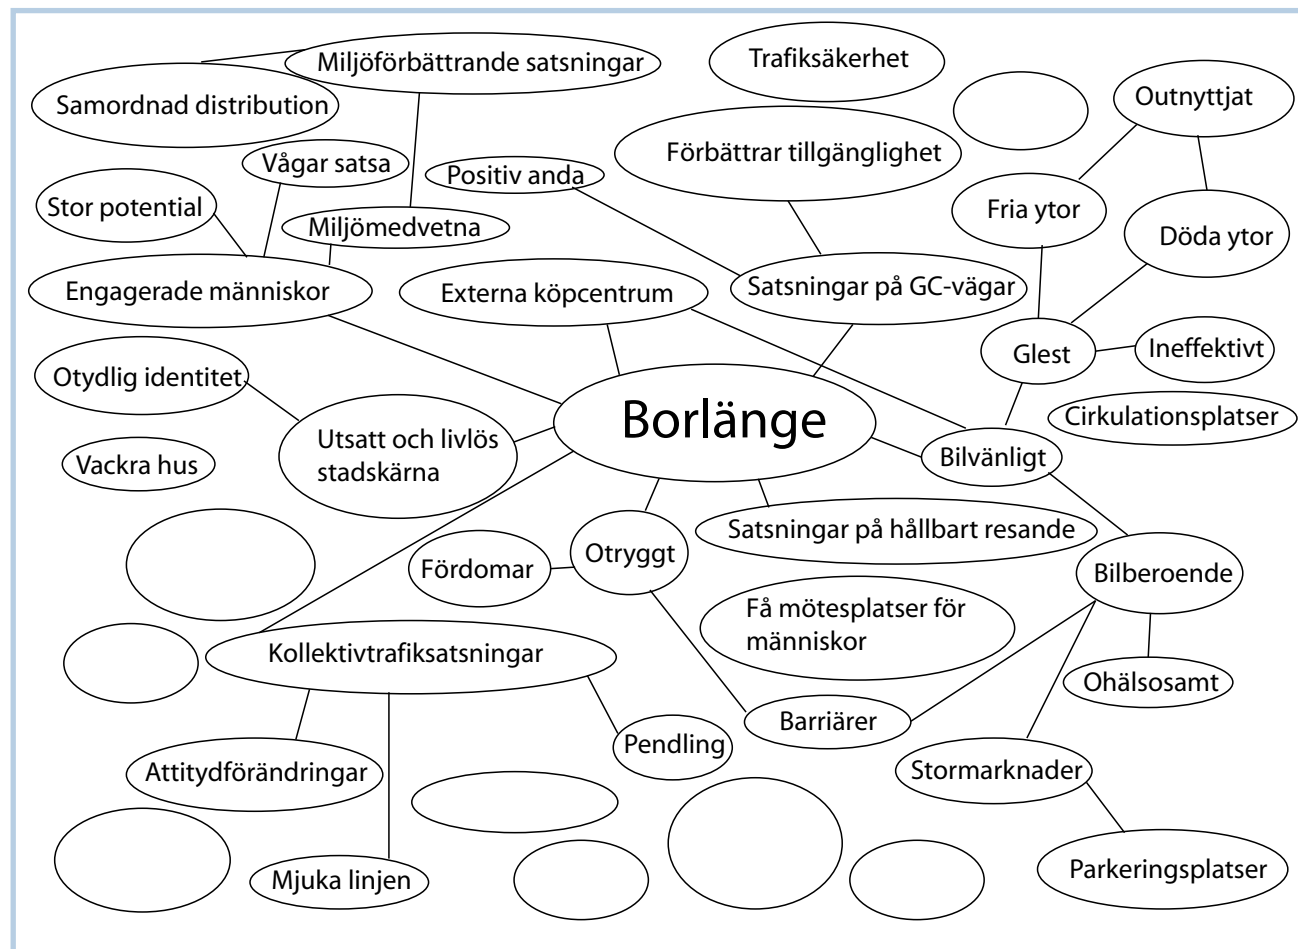 Miljöförbättrande satsningar
Trafiksäkerhet
Samordnad distribution
Outnyttjat
Vågar satsa
Förbättrar tillgänglighet
Positiv anda
Stor potential
Miljömedvetna
Fria ytor
Döda ytor
Engagerade människor
Externa köpcentrum
Satsningar på GC-vägar
Glest
Ineffektivt
Otydlig identitet
Cirkulationsplatser
Borlänge
Utsatt och livlös
stadskärna
Vackra hus
Bilvänligt
Satsningar på hållbart resande
Fördomar
Otryggt
Bilberoende
Få mötesplatser för
människor
Kollektivtrafiksatsningar
Ohälsosamt
Barriärer
Pendling
Attitydförändringar
Stormarknader
Mjuka linjen
Parkeringsplatser